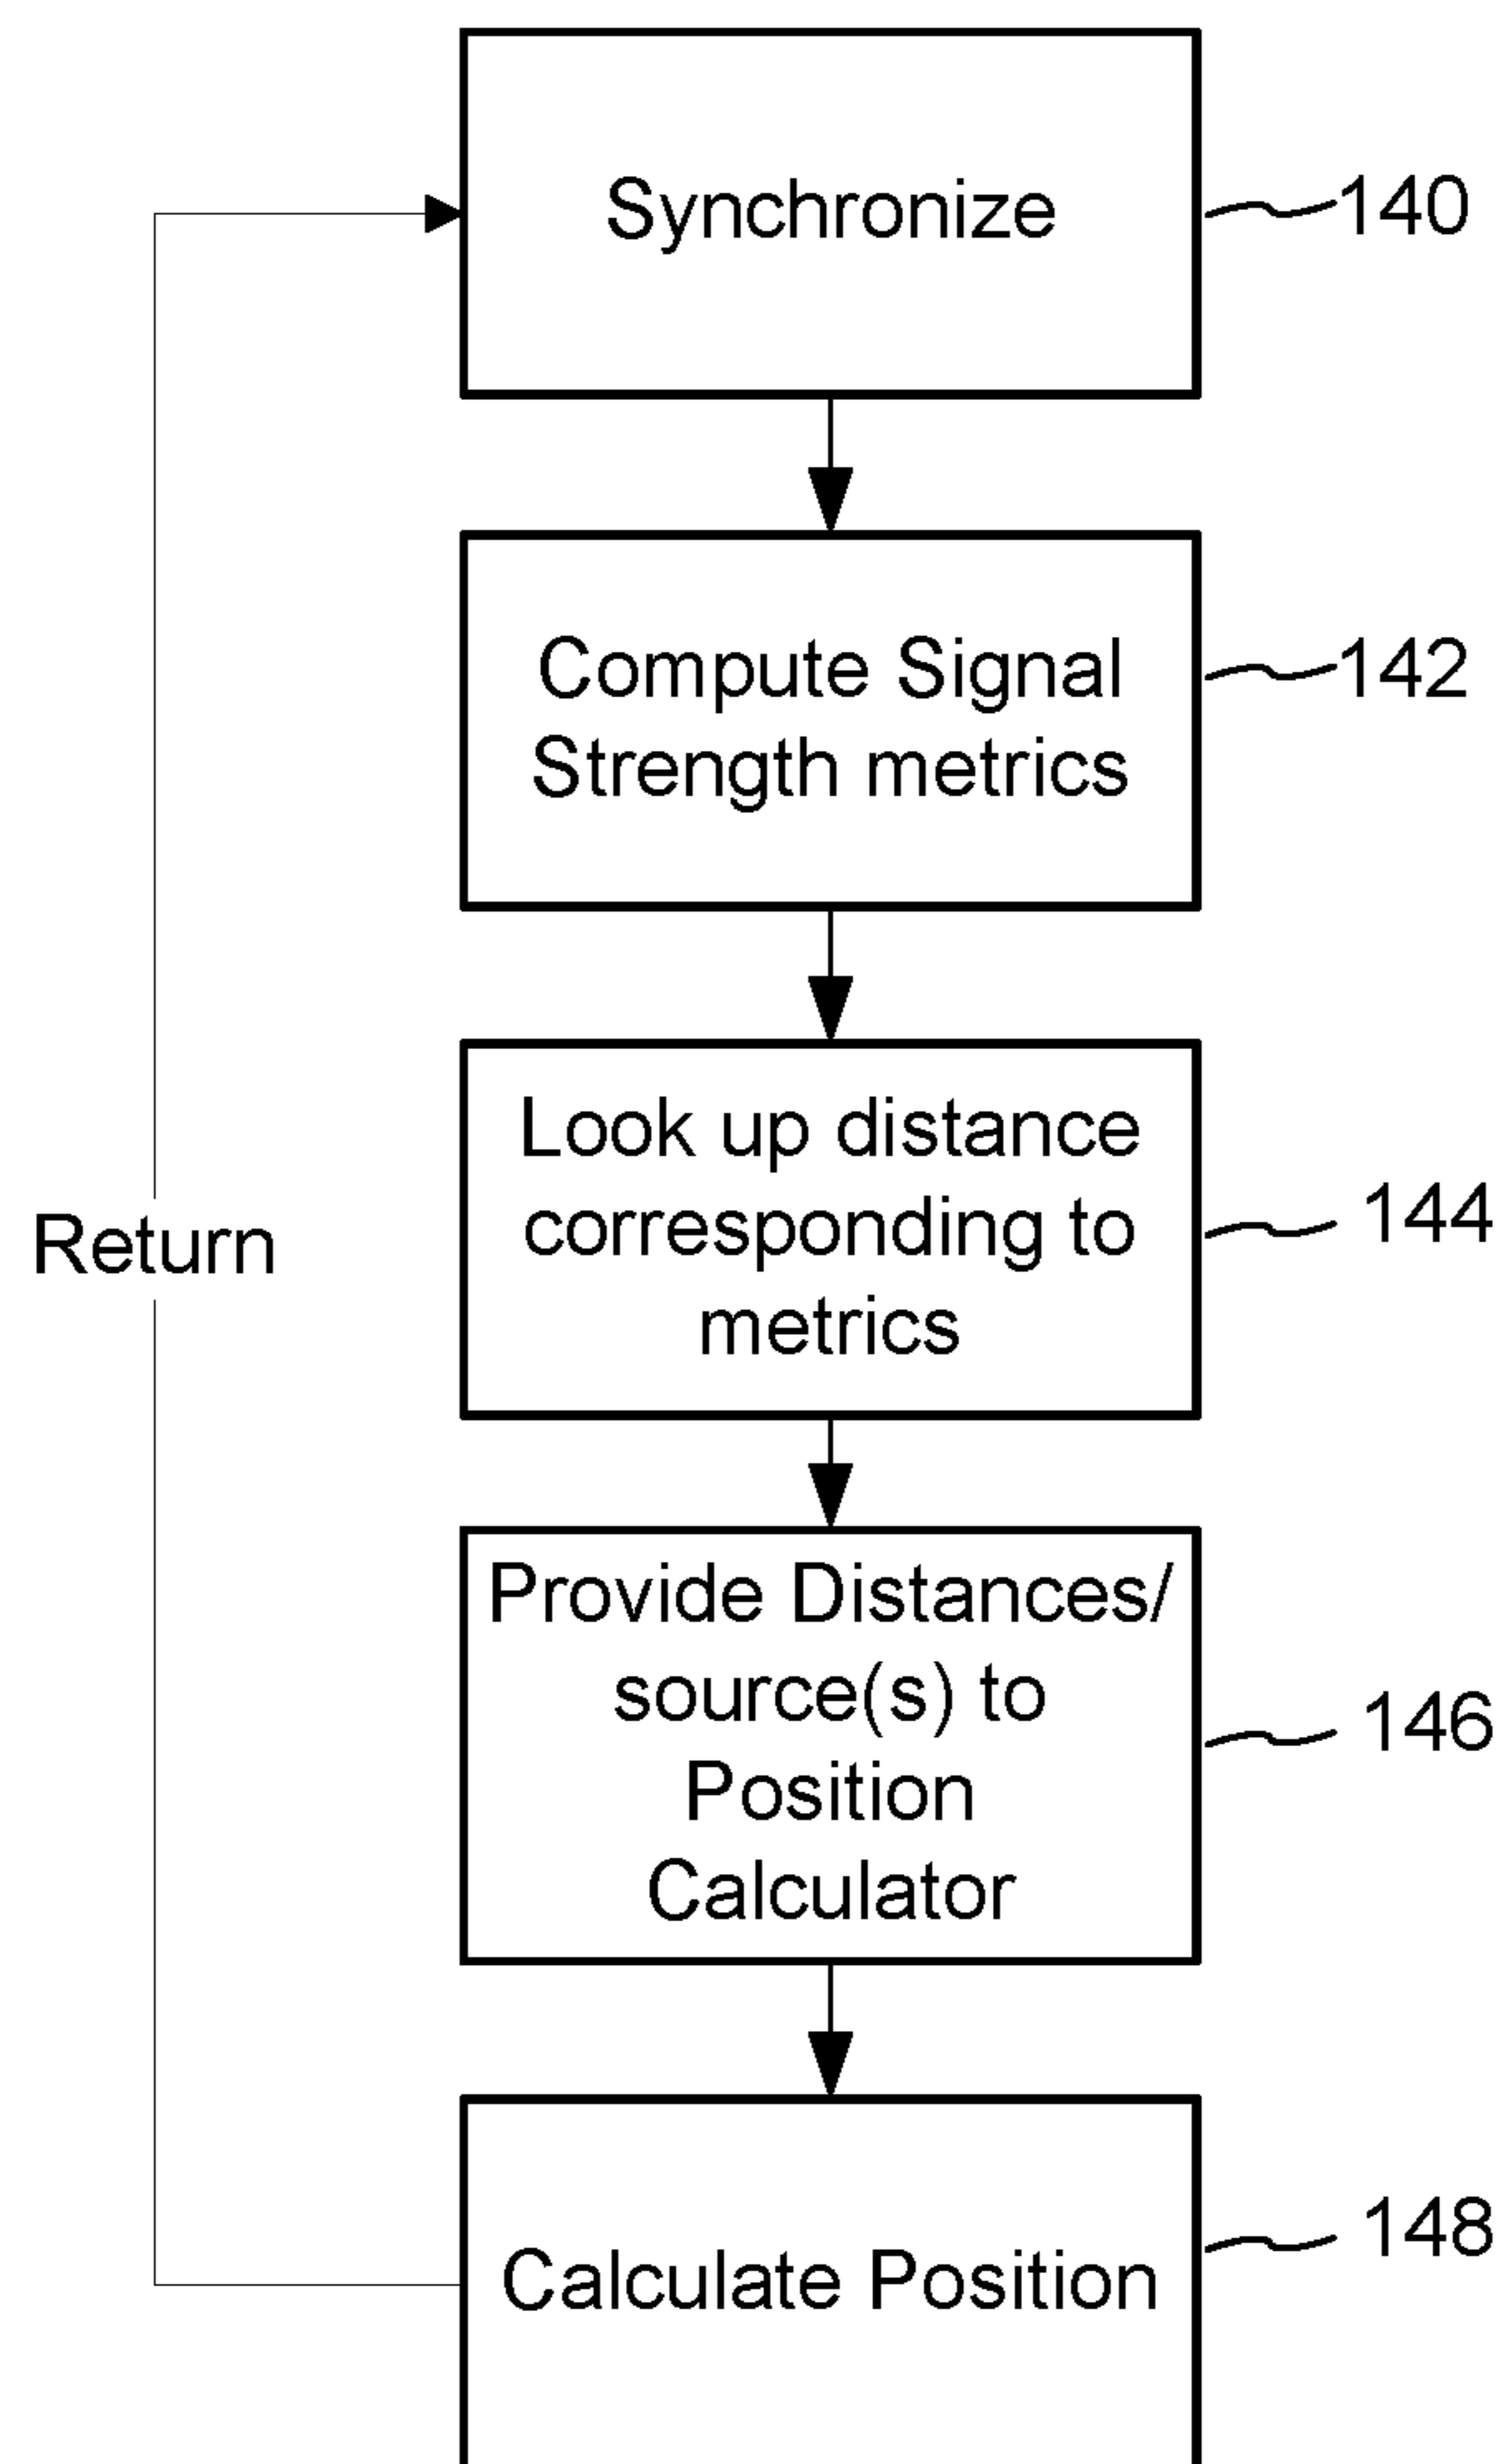 Synchronize
140
Compute Signal
Strength metrics
142
Look up distance
corresponding to
metrics
144
Return
Provide Distances/
source(s) to
Position
Calculator
146
Calculate Position
148